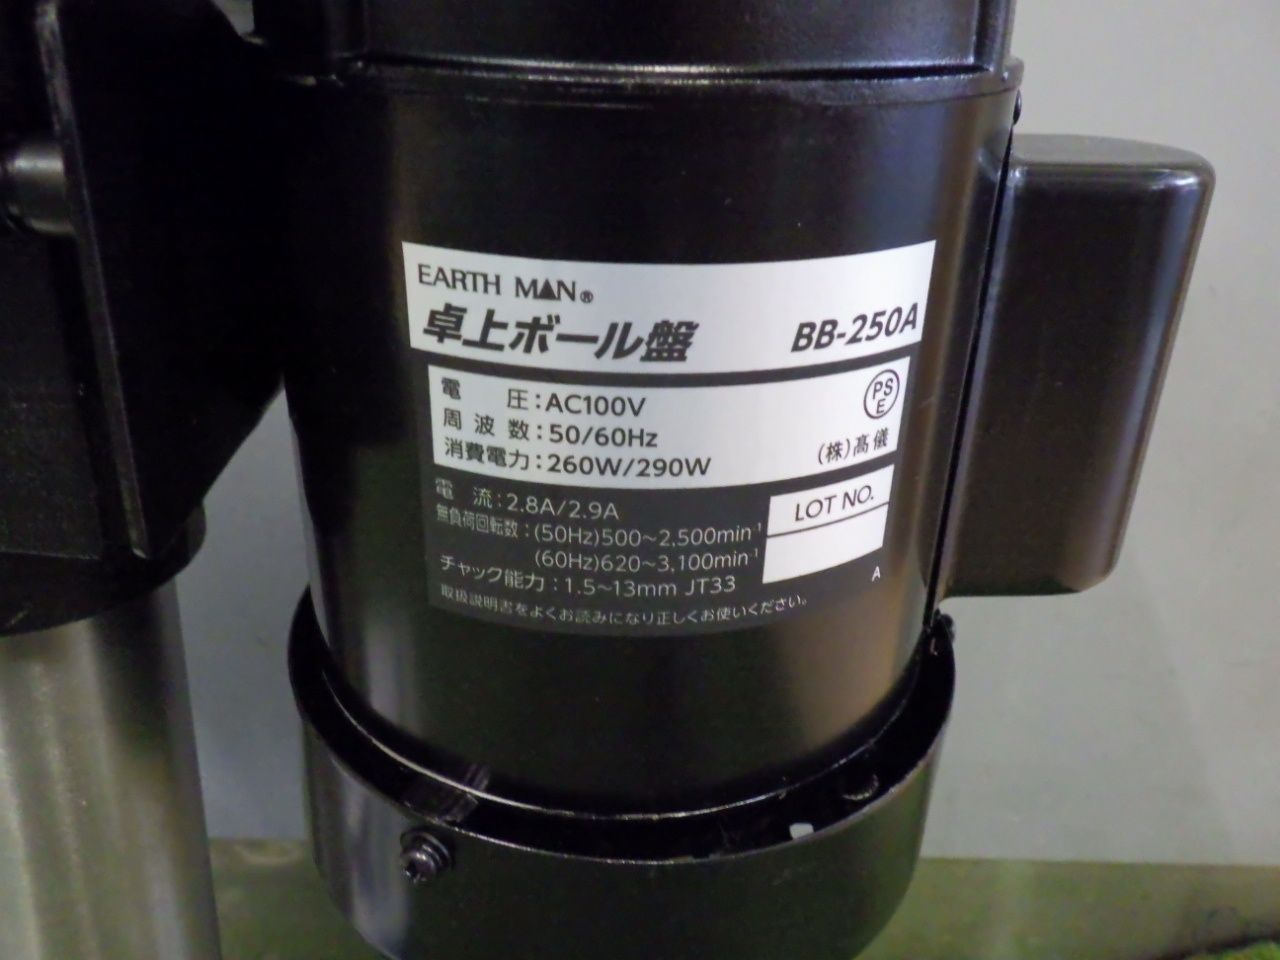 EARTH MAN®
卓上ボール盤 BB-250A
電圧:AC100V
周波数:50/60Hz
消費電力:260W/290W
PS
E
(株)髙儀
電流:2.8A/2.9A
無負荷回転数:(50Hz)500~2,500min⁻¹
(60Hz)620~3,100min⁻¹
チャック能力:1.5~13mm JT33
取扱説明書をよくお読みになり正しくお使いください。
LOT NO.
A